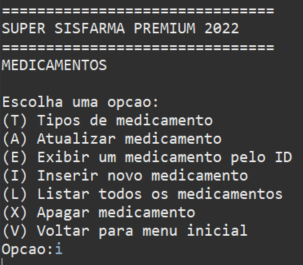 ==============================
SUPER SISFARMA PREMIUM 2022
==============================
MEDICAMENTOS
Escolha uma opcao:
(T) Tipos de medicamento
(A) Atualizar medicamento
(E) Exibir um medicamento pelo ID
(I) Inserir novo medicamento
(L) Listar todos os medicamentos
(X) Apagar medicamento
(V) Voltar para menu inicial
Opcao:i